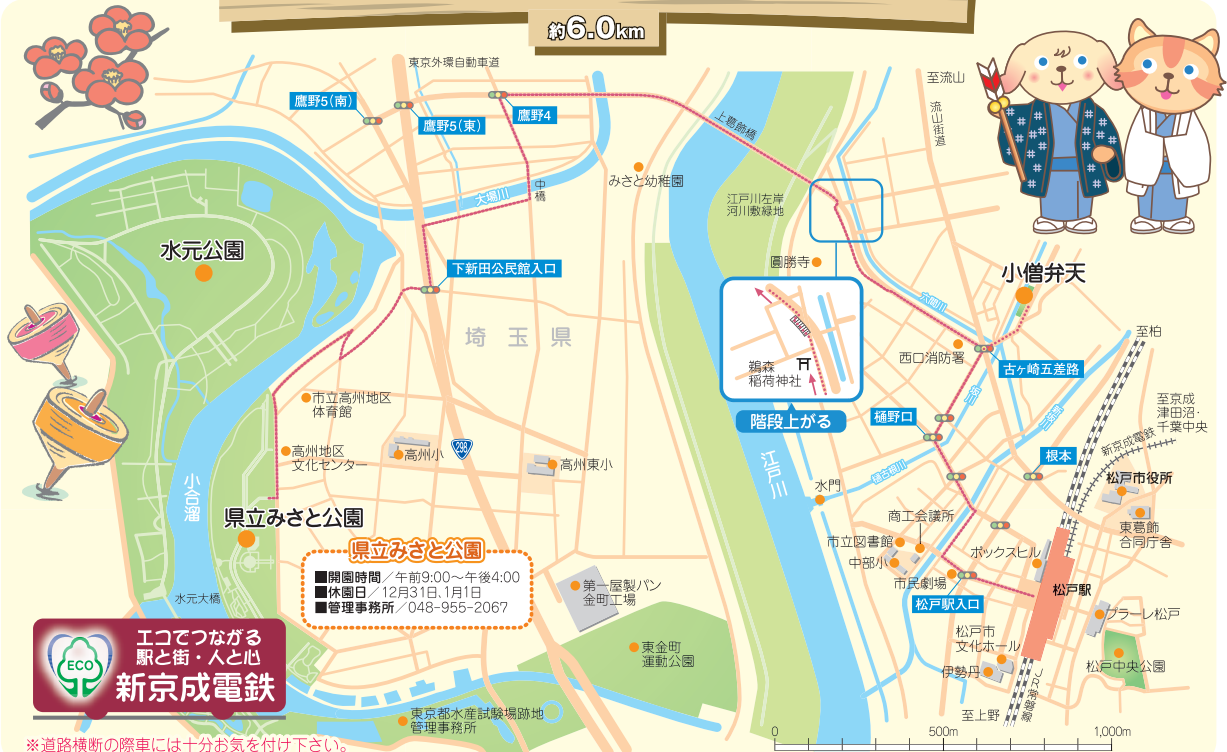 約6.0km
東京外環自動車道
至流山
流山街道
鷹野5(南)
鷹野5(東)
鷹野4
上葛飾橋
みさと幼稚園
中橋
大場川
江戸川左岸
河川敷緑地
水元公園
圓勝寺
小僧弁天
下新田公民館入口
六間川
埼玉県
至柏
西口消防署
古ヶ崎五差路
鵜森
稲荷神社
階段上がる
坂川
新坂川
至京成
津田沼・
千葉中央
市立高州地区
体育館
樋野口
新京成電鉄
高州地区
文化センター
高州小
298
高州東小
江戸川
樋古根川
根本
松戸市役所
小合溜
水門
県立みさと公園
商工会議所
東葛飾
合同庁舎
市立図書館
中部小
ボックスヒル
県立みさと公園
■開園時間／午前9:00～午後4:00
■休園日／12月31日、1月1日
■管理事務所／048-955-2067
市民劇場
松戸駅
第一屋製パン
金町工場
松戸駅入口
プラーレ松戸
水元大橋
松戸市
文化ホール
エコでつながる
駅と街・人と心
ECO
新京成電鉄
東金町
運動公園
伊勢丹
松戸中央公園
JR常磐線
東京都水産試験場跡地
管理事務所
至上野
※道路横断の際車には十分お気を付け下さい。
0 500m 1,000m